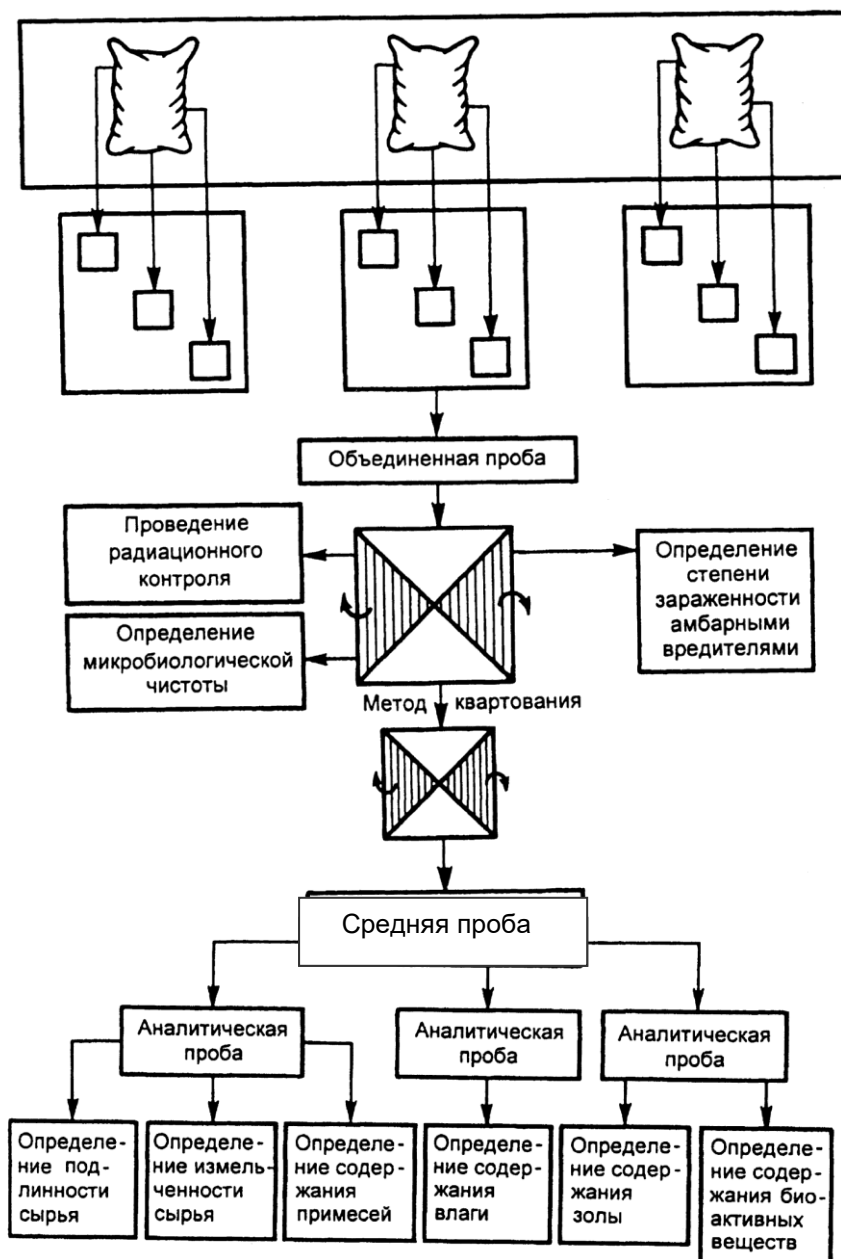 Объединенная проба
Проведение
радиационного
контроля
Определение
степени
зараженности
амбарными
вредителями
Определение
микробиологической
чистоты
Метод квартования
Средняя проба
Аналитическая
проба
Аналитическая
проба
Аналитическая
проба
Определе-
ние под-
линности
сырья
Определе-
ние измель-
ченности
сырья
Определе-
ние содер-
жания
примесей
Определе-
ние содер-
жания
влаги
Определе-
ние содер-
жания
золы
Определе-
ние содер-
жания био-
активных
веществ